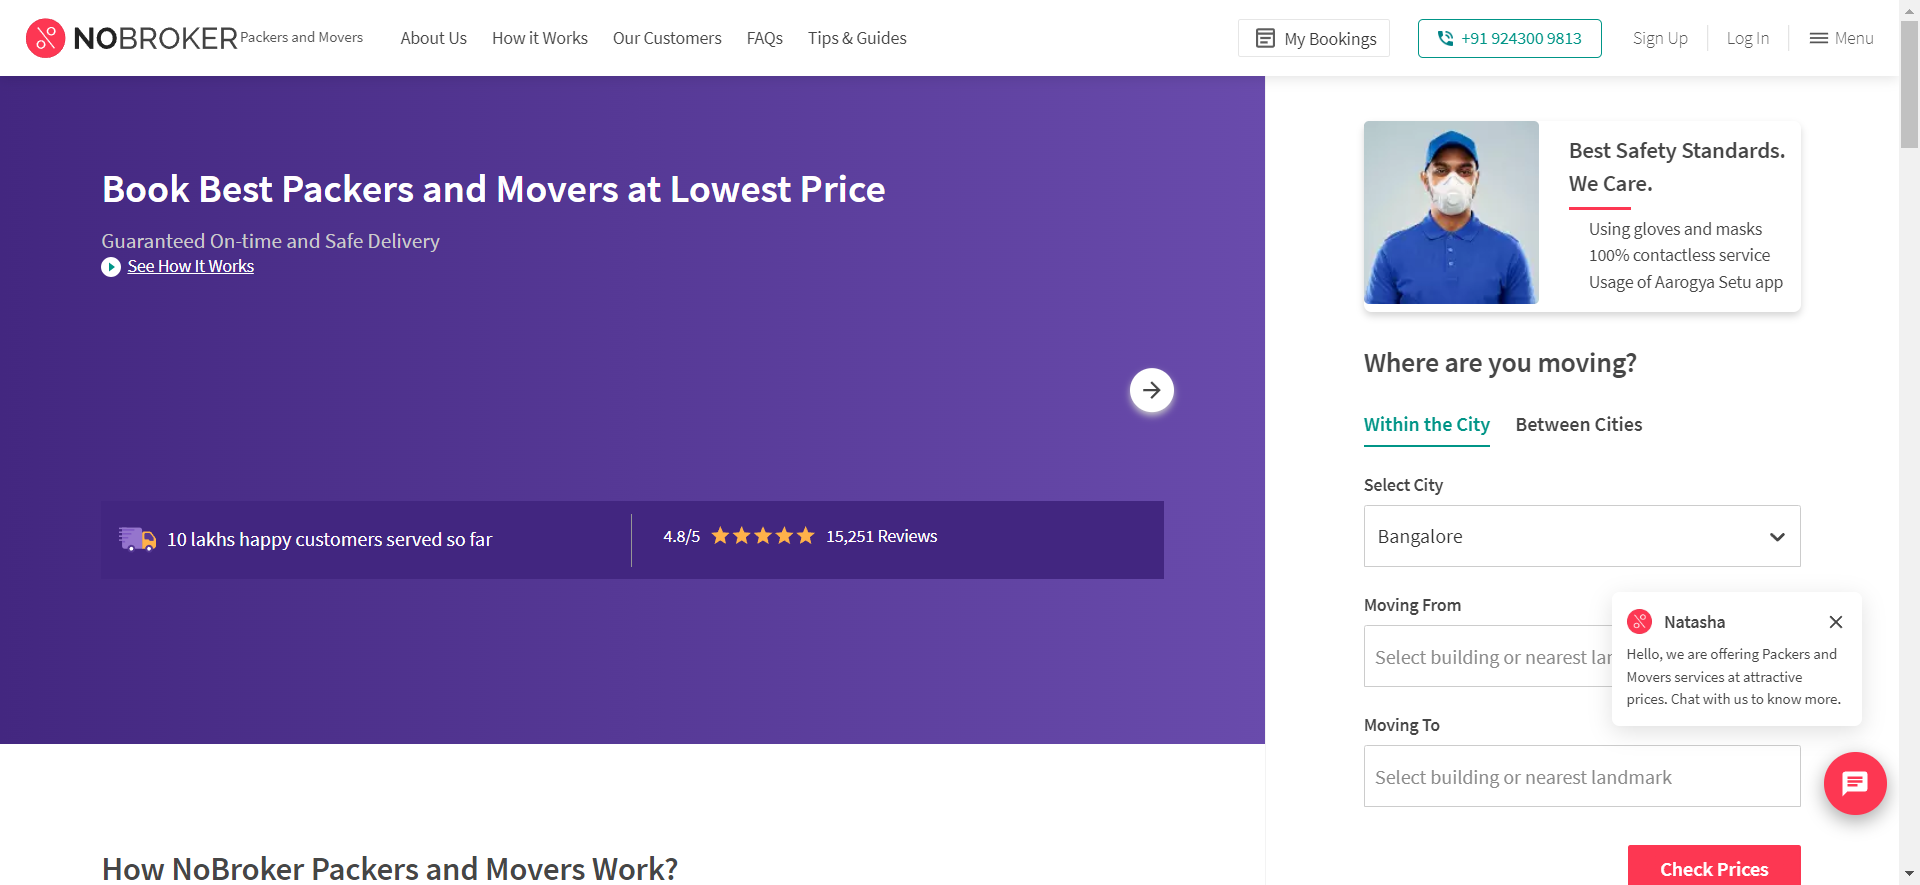 NOBROKER Packers and Movers
About Us
How it Works
Our Customers
FAQs
Tips & Guides
My Bookings
+91 924300 9813
Sign Up
Log In
Menu
Book Best Packers and Movers at Lowest Price
Guaranteed On-time and Safe Delivery
See How It Works
10 lakhs happy customers served so far
4.8/5
15,251 Reviews
How NoBroker Packers and Movers Work?
Best Safety Standards.
We Care.
Using gloves and masks
100% contactless service
Usage of Aarogya Setu app
Where are you moving?
Within the City
Between Cities
Select City
Bangalore
Moving From
Select building or nearest lar
Natasha
Hello, we are offering Packers and
Movers services at attractive
prices. Chat with us to know more.
Moving To
Select building or nearest landmark
Check Prices